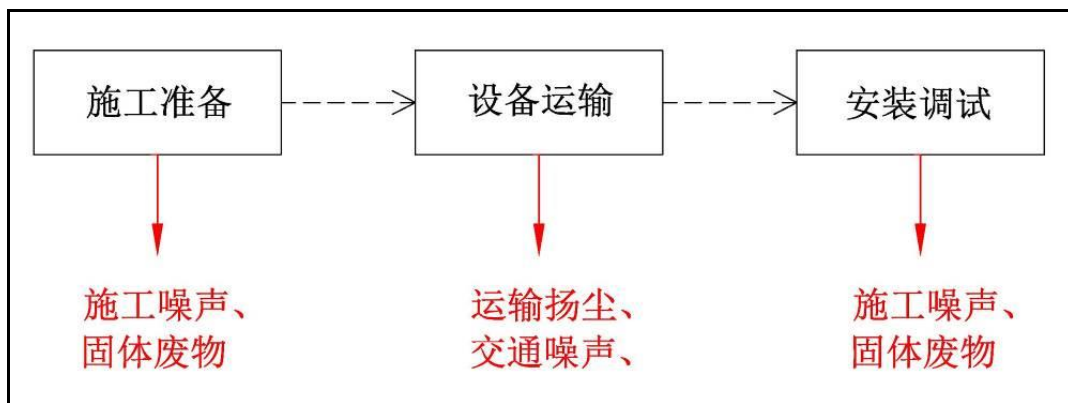 施工准备
设备运输
安装调试
施工噪声、
固体废物
运输扬尘、
交通噪声、
施工噪声、
固体废物